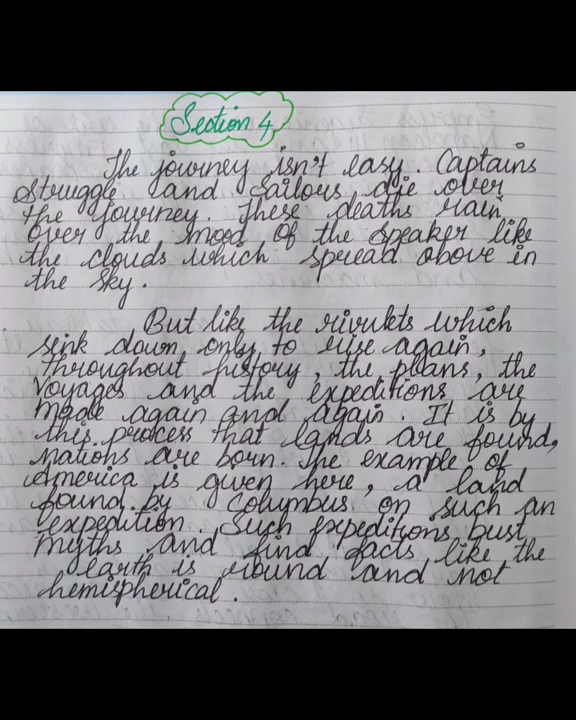 Section 4
The journey isn't easy. Captains
struggle and sailors die over
the journey. These deaths rain
over the mood of the speaker like
the clouds which spread above in
the sky.
But like the rivulets which
sink down only to rise again,
throughout history, the plans, the
voyages and the expeditions are
made again and again. It is by
this process that lands are found,
nations are born. The example of
America is given here, a land
found by Columbus on such an
expedition. Such expeditions bust
myths and find facts like the
earth is round and not
hemispherical.